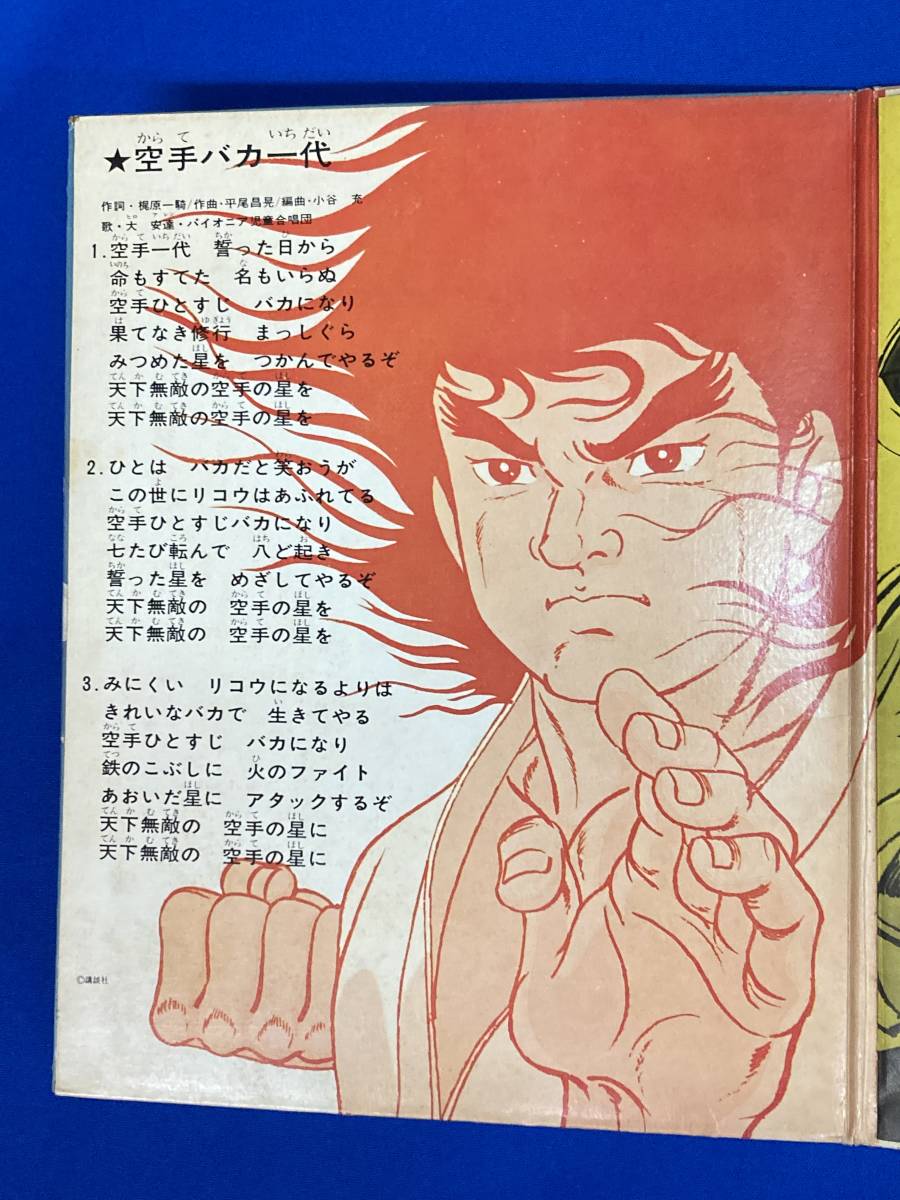 ★空手バカ一代
作詞・梶原一騎/作曲・平尾昌晃/編曲・小谷 充
歌・大 安達・パイオニア児童合唱団
1.空手一代 誓った日から
命もすてた 名もいらぬ
空手ひとすじ バカになり
果てなき修行 まっしぐら
みつめた星を つかんでやるぞ
天下無敵の空手の星を
天下無敵の空手の星を
2.ひとは バカだと笑おうが
この世にリコウはあふれてる
空手ひとすじバカになり
七たび転んで 八ど起き
誓った星を めざしてやるぞ
天下無敵の 空手の星を
天下無敵の 空手の星を
3.みにくい リコウになるよりは
きれいなバカで 生きてやる
空手ひとすじ バカになり
鉄のこぶしに 火のファイト
あおいだ星に アタックするぞ
天下無敵の 空手の星に
天下無敵の 空手の星に
©講談社